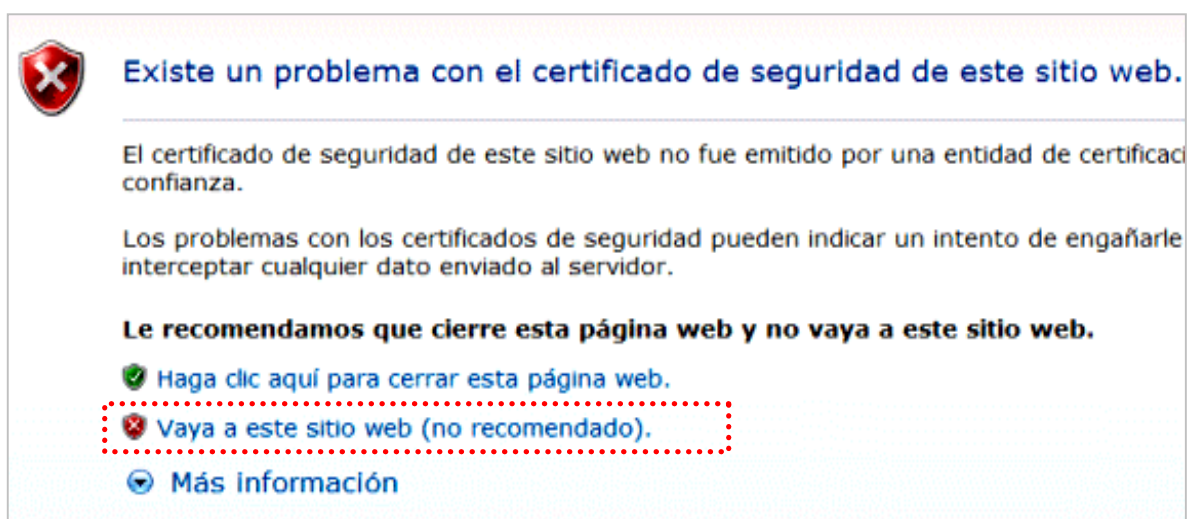 Existe un problema con el certificado de seguridad de este sitio web.
El certificado de seguridad de este sitio web no fue emitido por una entidad de certificaci
confianza.
Los problemas con los certificados de seguridad pueden indicar un intento de engañarle
interceptar cualquier dato enviado al servidor.
Le recomendamos que cierre esta página web y no vaya a este sitio web.
Haga clic aquí para cerrar esta página web.
Vaya a este sitio web (no recomendado).
Más información